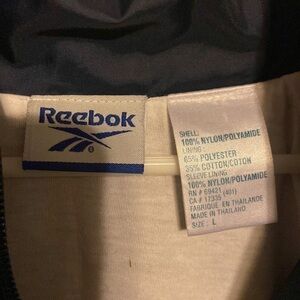 Reebok
SHELL:
100% NYLON/POLYAMIDE
LINING:
65% POLYESTER
35% COTTON/COTON
SLEEVE LINING:
100% NYLON/POLYAMIDE
RN # 69421 (401)
CA # 17335
FABRIQUE EN THAILANDE
MADE IN THAILAND
SIZE: L